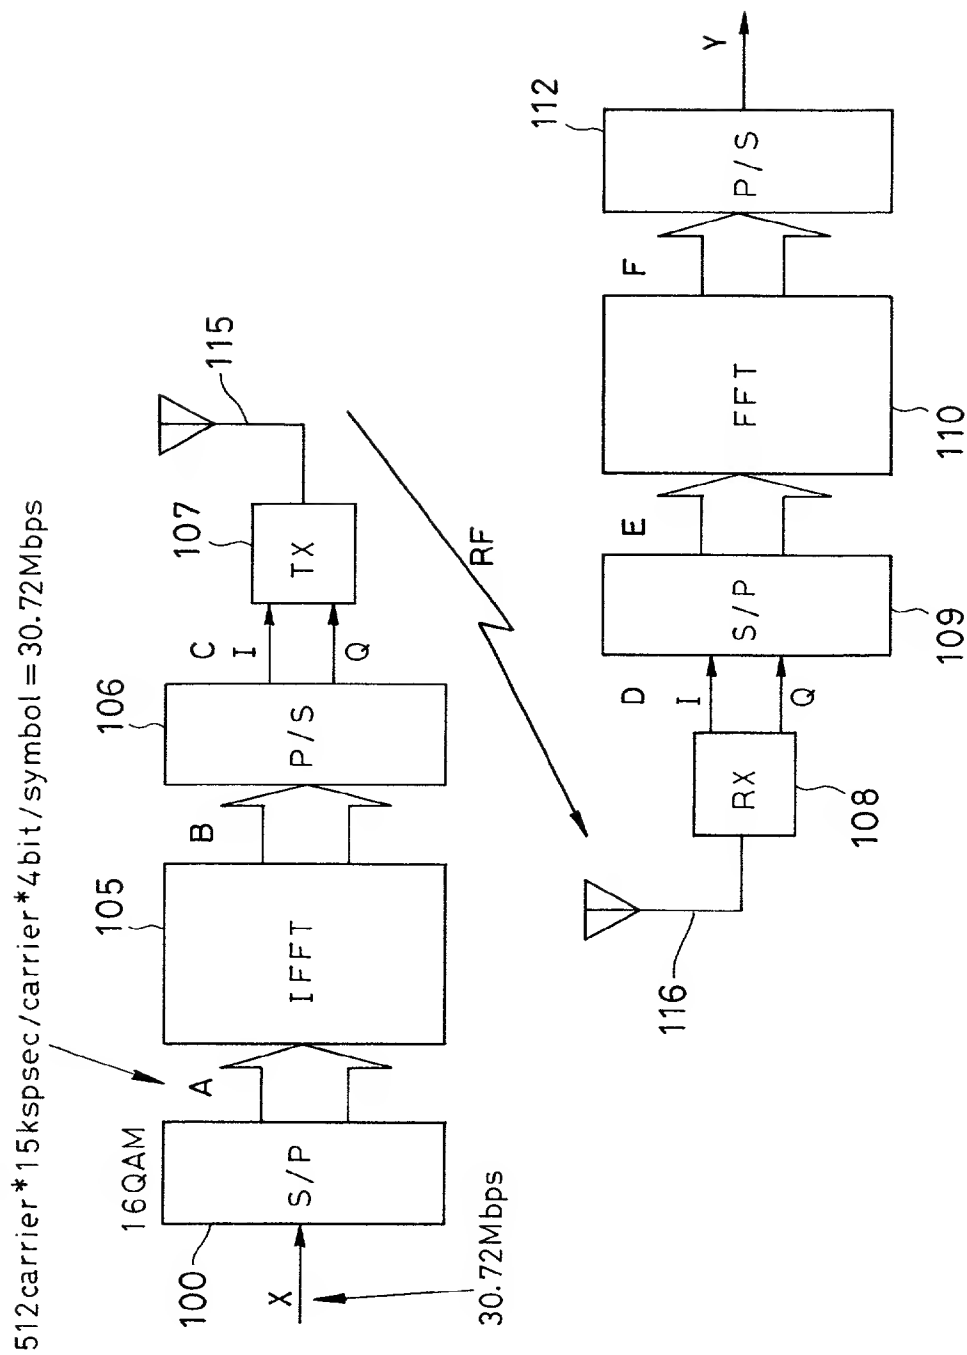 512carrier*15kspsec/carrier*4bit/symbol=30.72Mbps
16QAM
100
X
30.72Mbps
S/P
A
105
IFFT
B
106
P/S
C
I
Q
107
TX
115
RF
116
RX
108
D
I
Q
S/P
109
E
FFT
110
F
112
P/S
Y